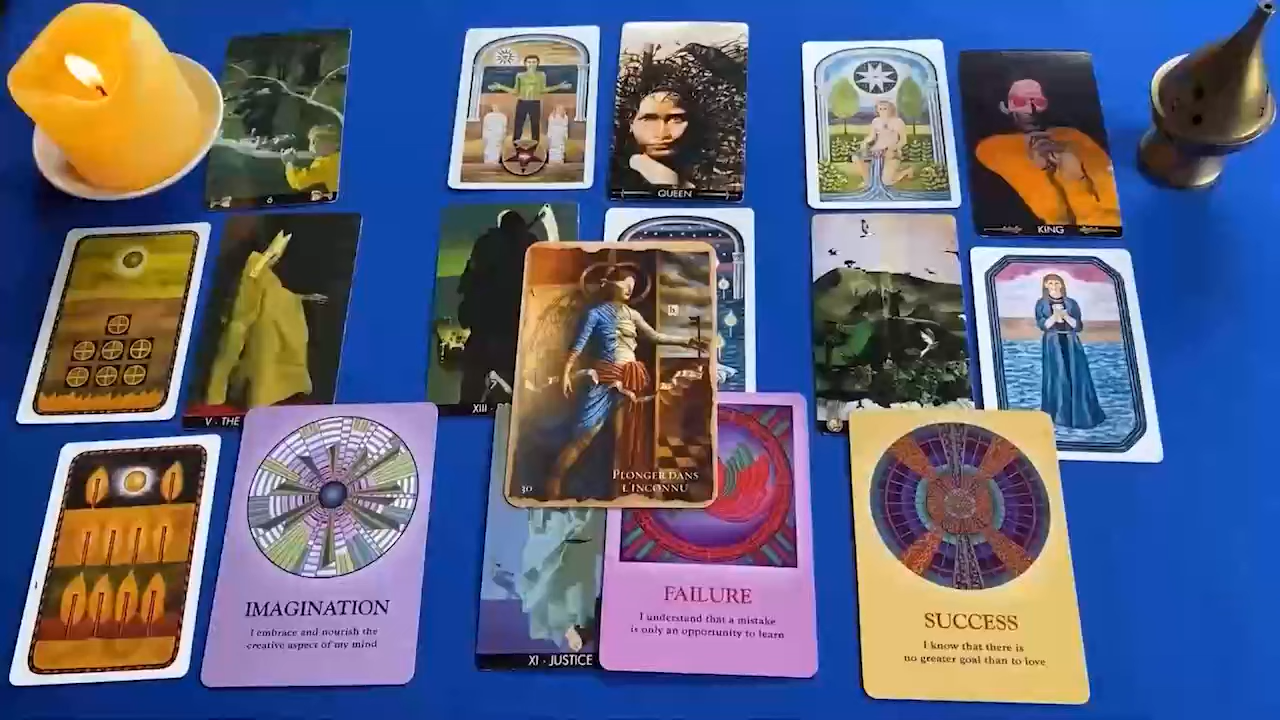 6
QUEEN
KING
V · THE
XIII ·
30
PLONGER DANS
L'INCONNU
IMAGINATION
I embrace and nourish the
creative aspect of my mind
XI · JUSTICE
FAILURE
I understand that a mistake
is only an opportunity to learn
SUCCESS
I know that there is
no greater goal than to love